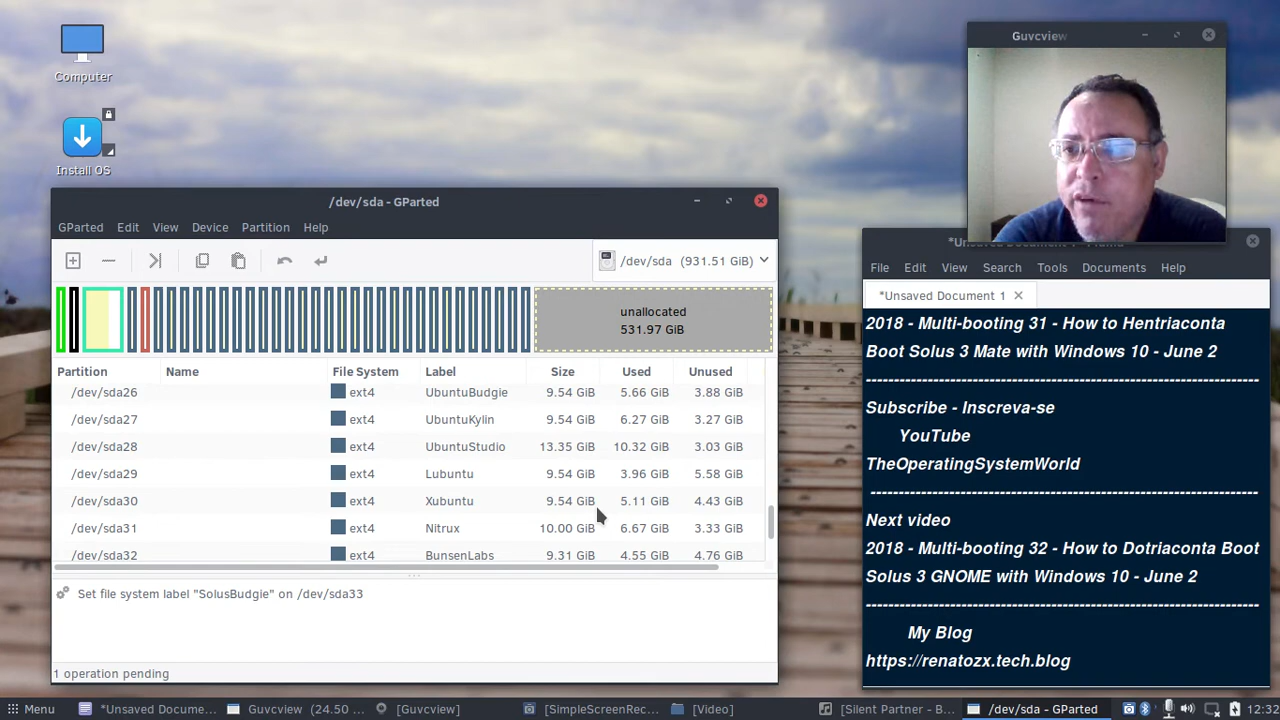 Computer
Install OS
/dev/sda - GParted
GParted Edit View Device Partition Help
/dev/sda (931.51 GiB)
unallocated
531.97 GiB
Partition Name File System Label Size Used Unused
/dev/sda26 ext4 UbuntuBudgie 9.54 GiB 5.66 GiB 3.88 GiB
/dev/sda27 ext4 UbuntuKylin 9.54 GiB 6.27 GiB 3.27 GiB
/dev/sda28 ext4 UbuntuStudio 13.35 GiB 10.32 GiB 3.03 GiB
/dev/sda29 ext4 Lubuntu 9.54 GiB 3.96 GiB 5.58 GiB
/dev/sda30 ext4 Xubuntu 9.54 GiB 5.11 GiB 4.43 GiB
/dev/sda31 ext4 Nitrux 10.00 GiB 6.67 GiB 3.33 GiB
/dev/sda32 ext4 BunsenLabs 9.31 GiB 4.55 GiB 4.76 GiB
Set file system label "SolusBudgie" on /dev/sda33
1 operation pending
Guvcview
File Edit View Search Tools Documents Help
*Unsaved Document 1
2018 - Multi-booting 31 - How to Hentriaconta
Boot Solus 3 Mate with Windows 10 - June 2
--------------------------------------------------------------------
Subscribe - Inscreva-se
YouTube
TheOperatingSystemWorld
--------------------------------------------------------------------
Next video
2018 - Multi-booting 32 - How to Dotriaconta Boot
Solus 3 GNOME with Windows 10 - June 2
--------------------------------------------------------------------
My Blog
https://renatozx.tech.blog
Menu *Unsaved Docume... Guvcview (24.50 ... [Guvcview] [SimpleScreenRec... [Video] [Silent Partner - B... /dev/sda - GParted 12:32